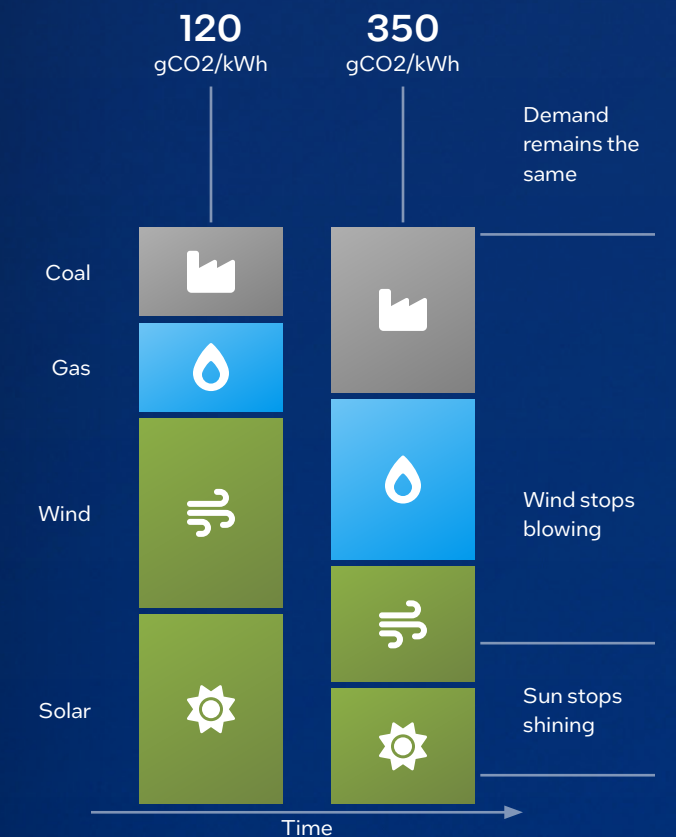 120
gCO2/kWh
350
gCO2/kWh
Demand
remains the
same
Coal
Gas
Wind
Wind stops
blowing
Solar
Sun stops
shining
Time